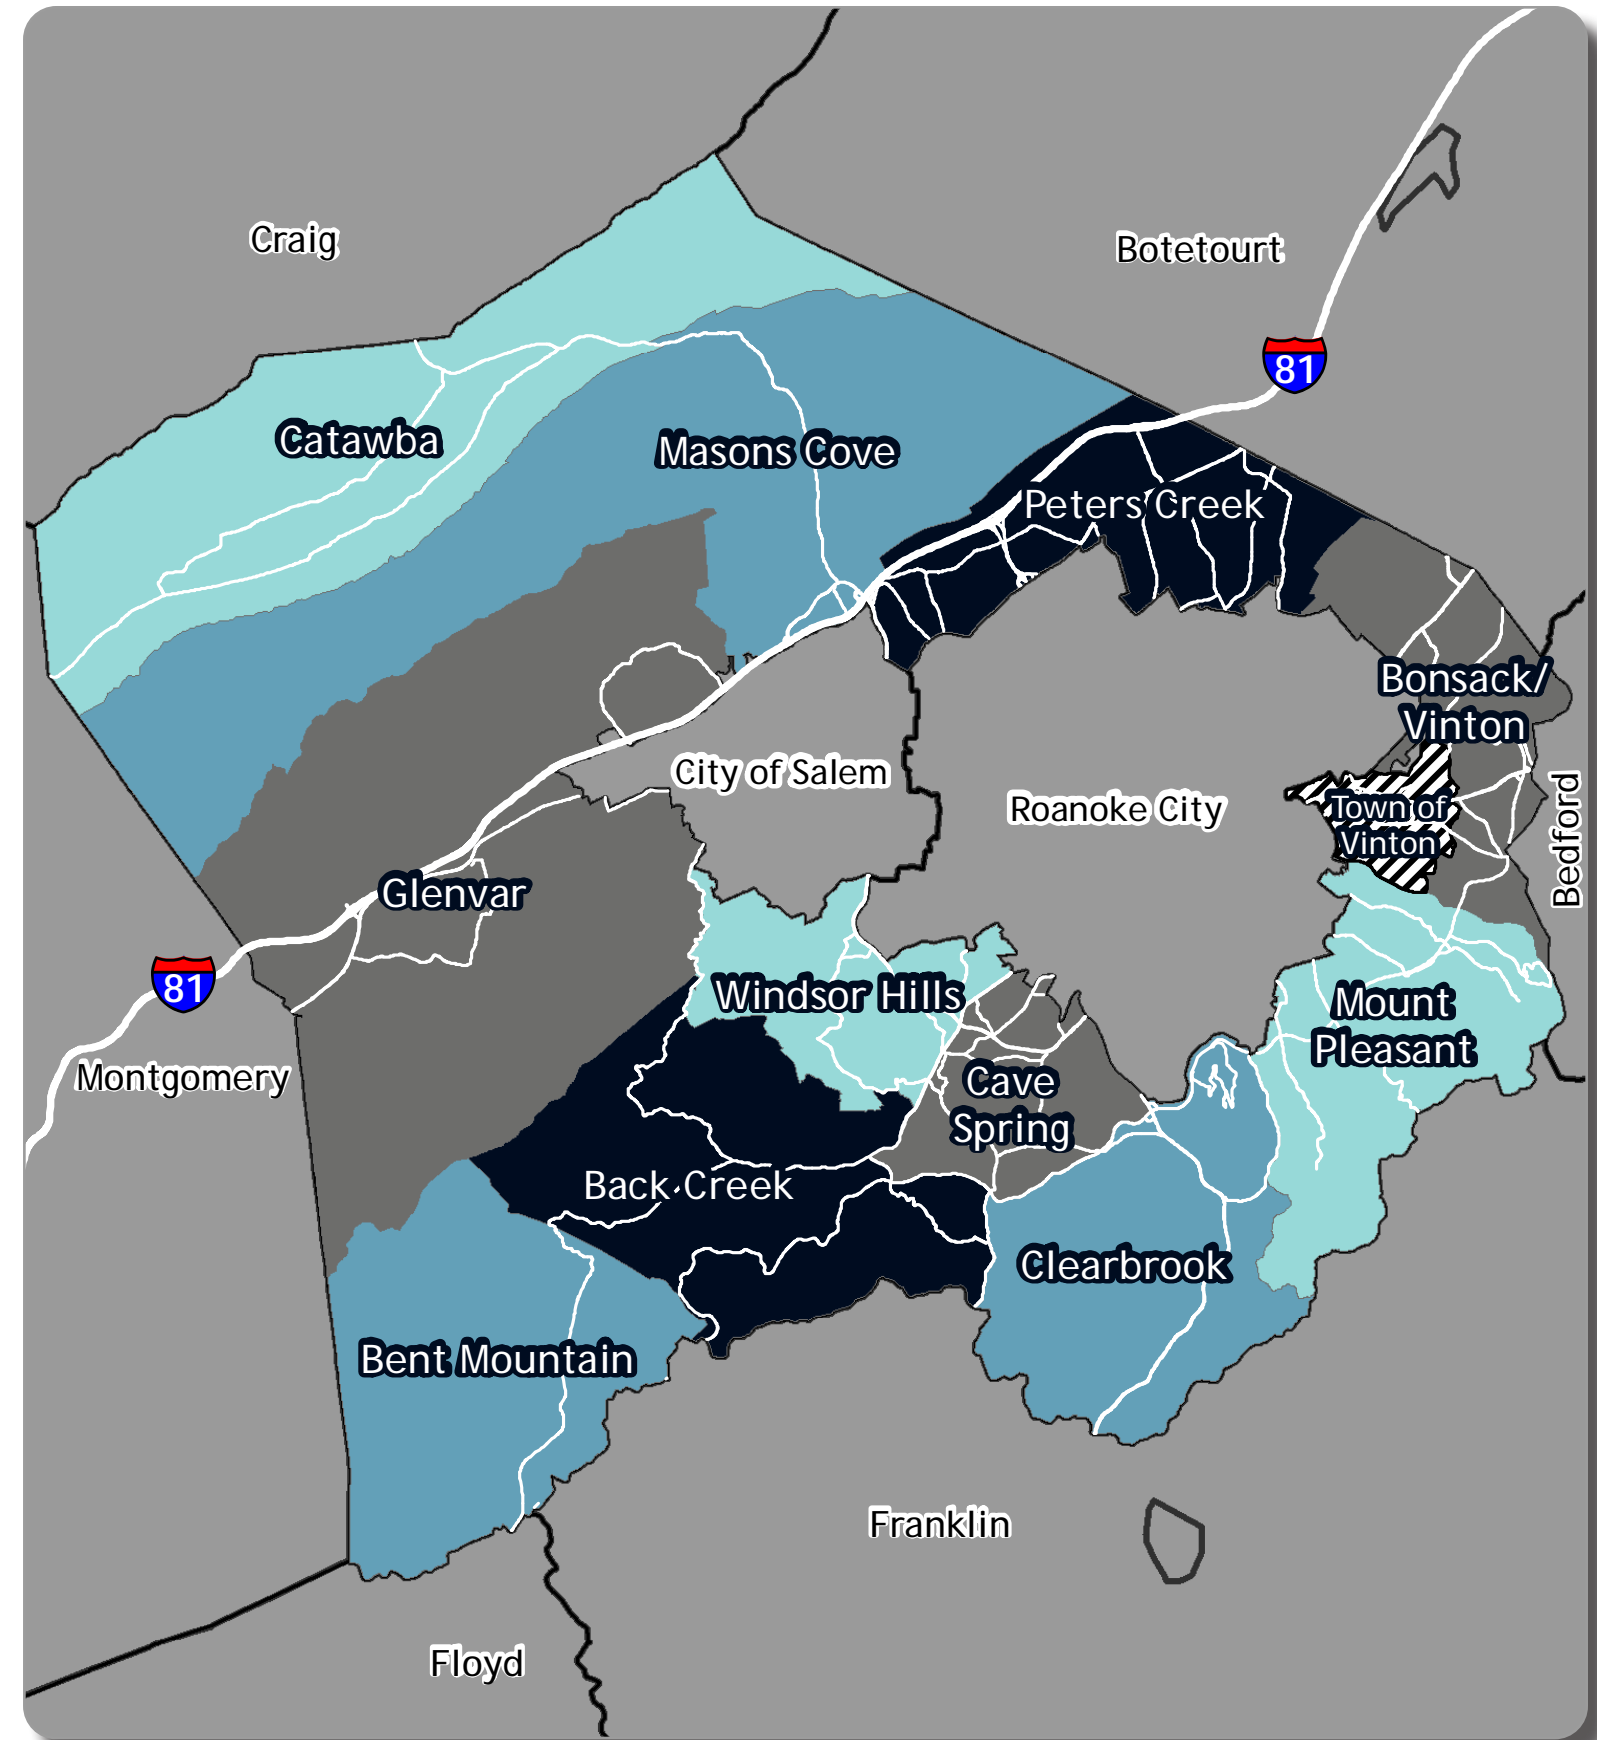 Craig
Botetourt
81
Catawba
Masons Cove
Peters Creek
Bonsack/
Vinton
City of Salem
Roanoke City
Town of
Vinton
Bedford
Glenvar
81
Windsor Hills
Mount
Pleasant
Montgomery
Cave
Spring
Back Creek
Clearbrook
Bent Mountain
Franklin
Floyd